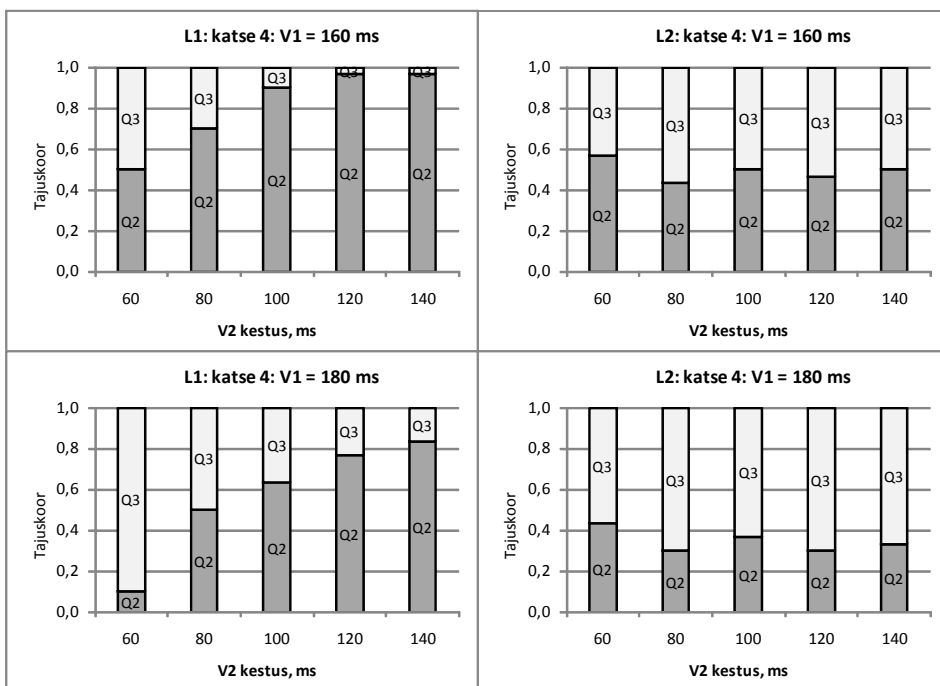 L1: katse 4: V1 = 160 ms
1,0
0,8
0,6
0,4
0,2
0,0
Tajuskoor
Q3 Q3 Q3 Q3 Q3
Q2 Q2 Q2 Q2 Q2
60 80 100 120 140
V2 kestus, ms
L2: katse 4: V1 = 160 ms
1,0
0,8
0,6
0,4
0,2
0,0
Tajuskoor
Q3 Q3 Q3 Q3 Q3
Q2 Q2 Q2 Q2 Q2
60 80 100 120 140
V2 kestus, ms
L1: katse 4: V1 = 180 ms
1,0
0,8
0,6
0,4
0,2
0,0
Tajuskoor
Q3 Q3 Q3 Q3 Q3
Q2 Q2 Q2 Q2 Q2
60 80 100 120 140
V2 kestus, ms
L2: katse 4: V1 = 180 ms
1,0
0,8
0,6
0,4
0,2
0,0
Tajuskoor
Q3 Q3 Q3 Q3 Q3
Q2 Q2 Q2 Q2 Q2
60 80 100 120 140
V2 kestus, ms